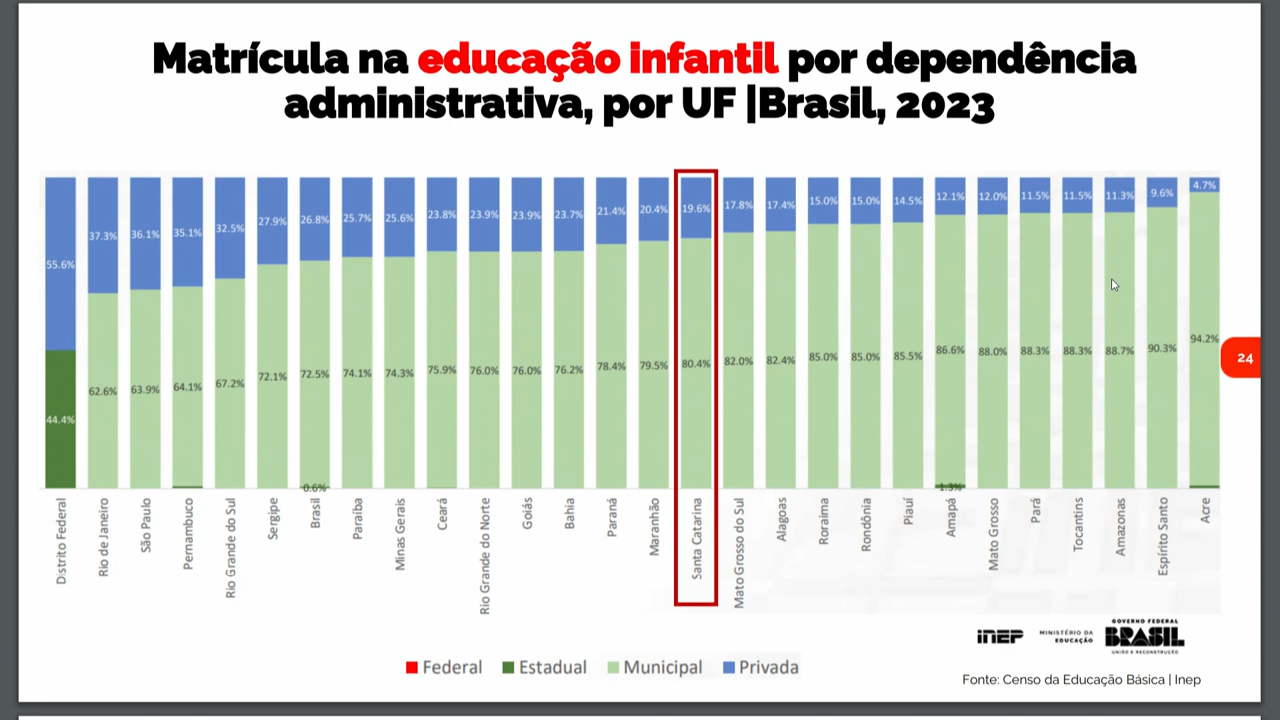 Matrícula na educação infantil por dependência
administrativa, por UF |Brasil, 2023
55.6% 37.3% 36.1% 35.1% 32.5% 27.9% 26.8% 25.7% 25.6% 23.8% 23.9% 23.9% 23.7% 21.4% 20.4% 19.6% 17.8% 17.4% 15.0% 15.0% 14.5% 12.1% 12.0% 11.5% 11.5% 11.3% 9.6% 4.7%
44.4% 62.6% 63.9% 64.1% 67.2% 72.1% 72.5% 74.1% 74.3% 75.9% 76.0% 76.0% 76.2% 78.4% 79.5% 80.4% 82.0% 82.4% 85.0% 85.0% 85.5% 86.6% 88.0% 88.3% 88.3% 88.7% 90.3% 94.2%
0.6% 1.3%
24
Distrito Federal
Rio de Janeiro
São Paulo
Pernambuco
Rio Grande do Sul
Sergipe
Brasil
Paraíba
Minas Gerais
Ceará
Rio Grande do Norte
Goiás
Bahia
Paraná
Maranhão
Santa Catarina
Mato Grosso do Sul
Alagoas
Roraima
Rondônia
Piauí
Amapá
Mato Grosso
Pará
Tocantins
Amazonas
Espírito Santo
Acre
Federal Estadual Municipal Privada
inep
MINISTÉRIO DA
EDUCAÇÃO
GOVERNO FEDERAL
BRASIL
UNIÃO E RECONSTRUÇÃO
Fonte: Censo da Educação Básica | Inep